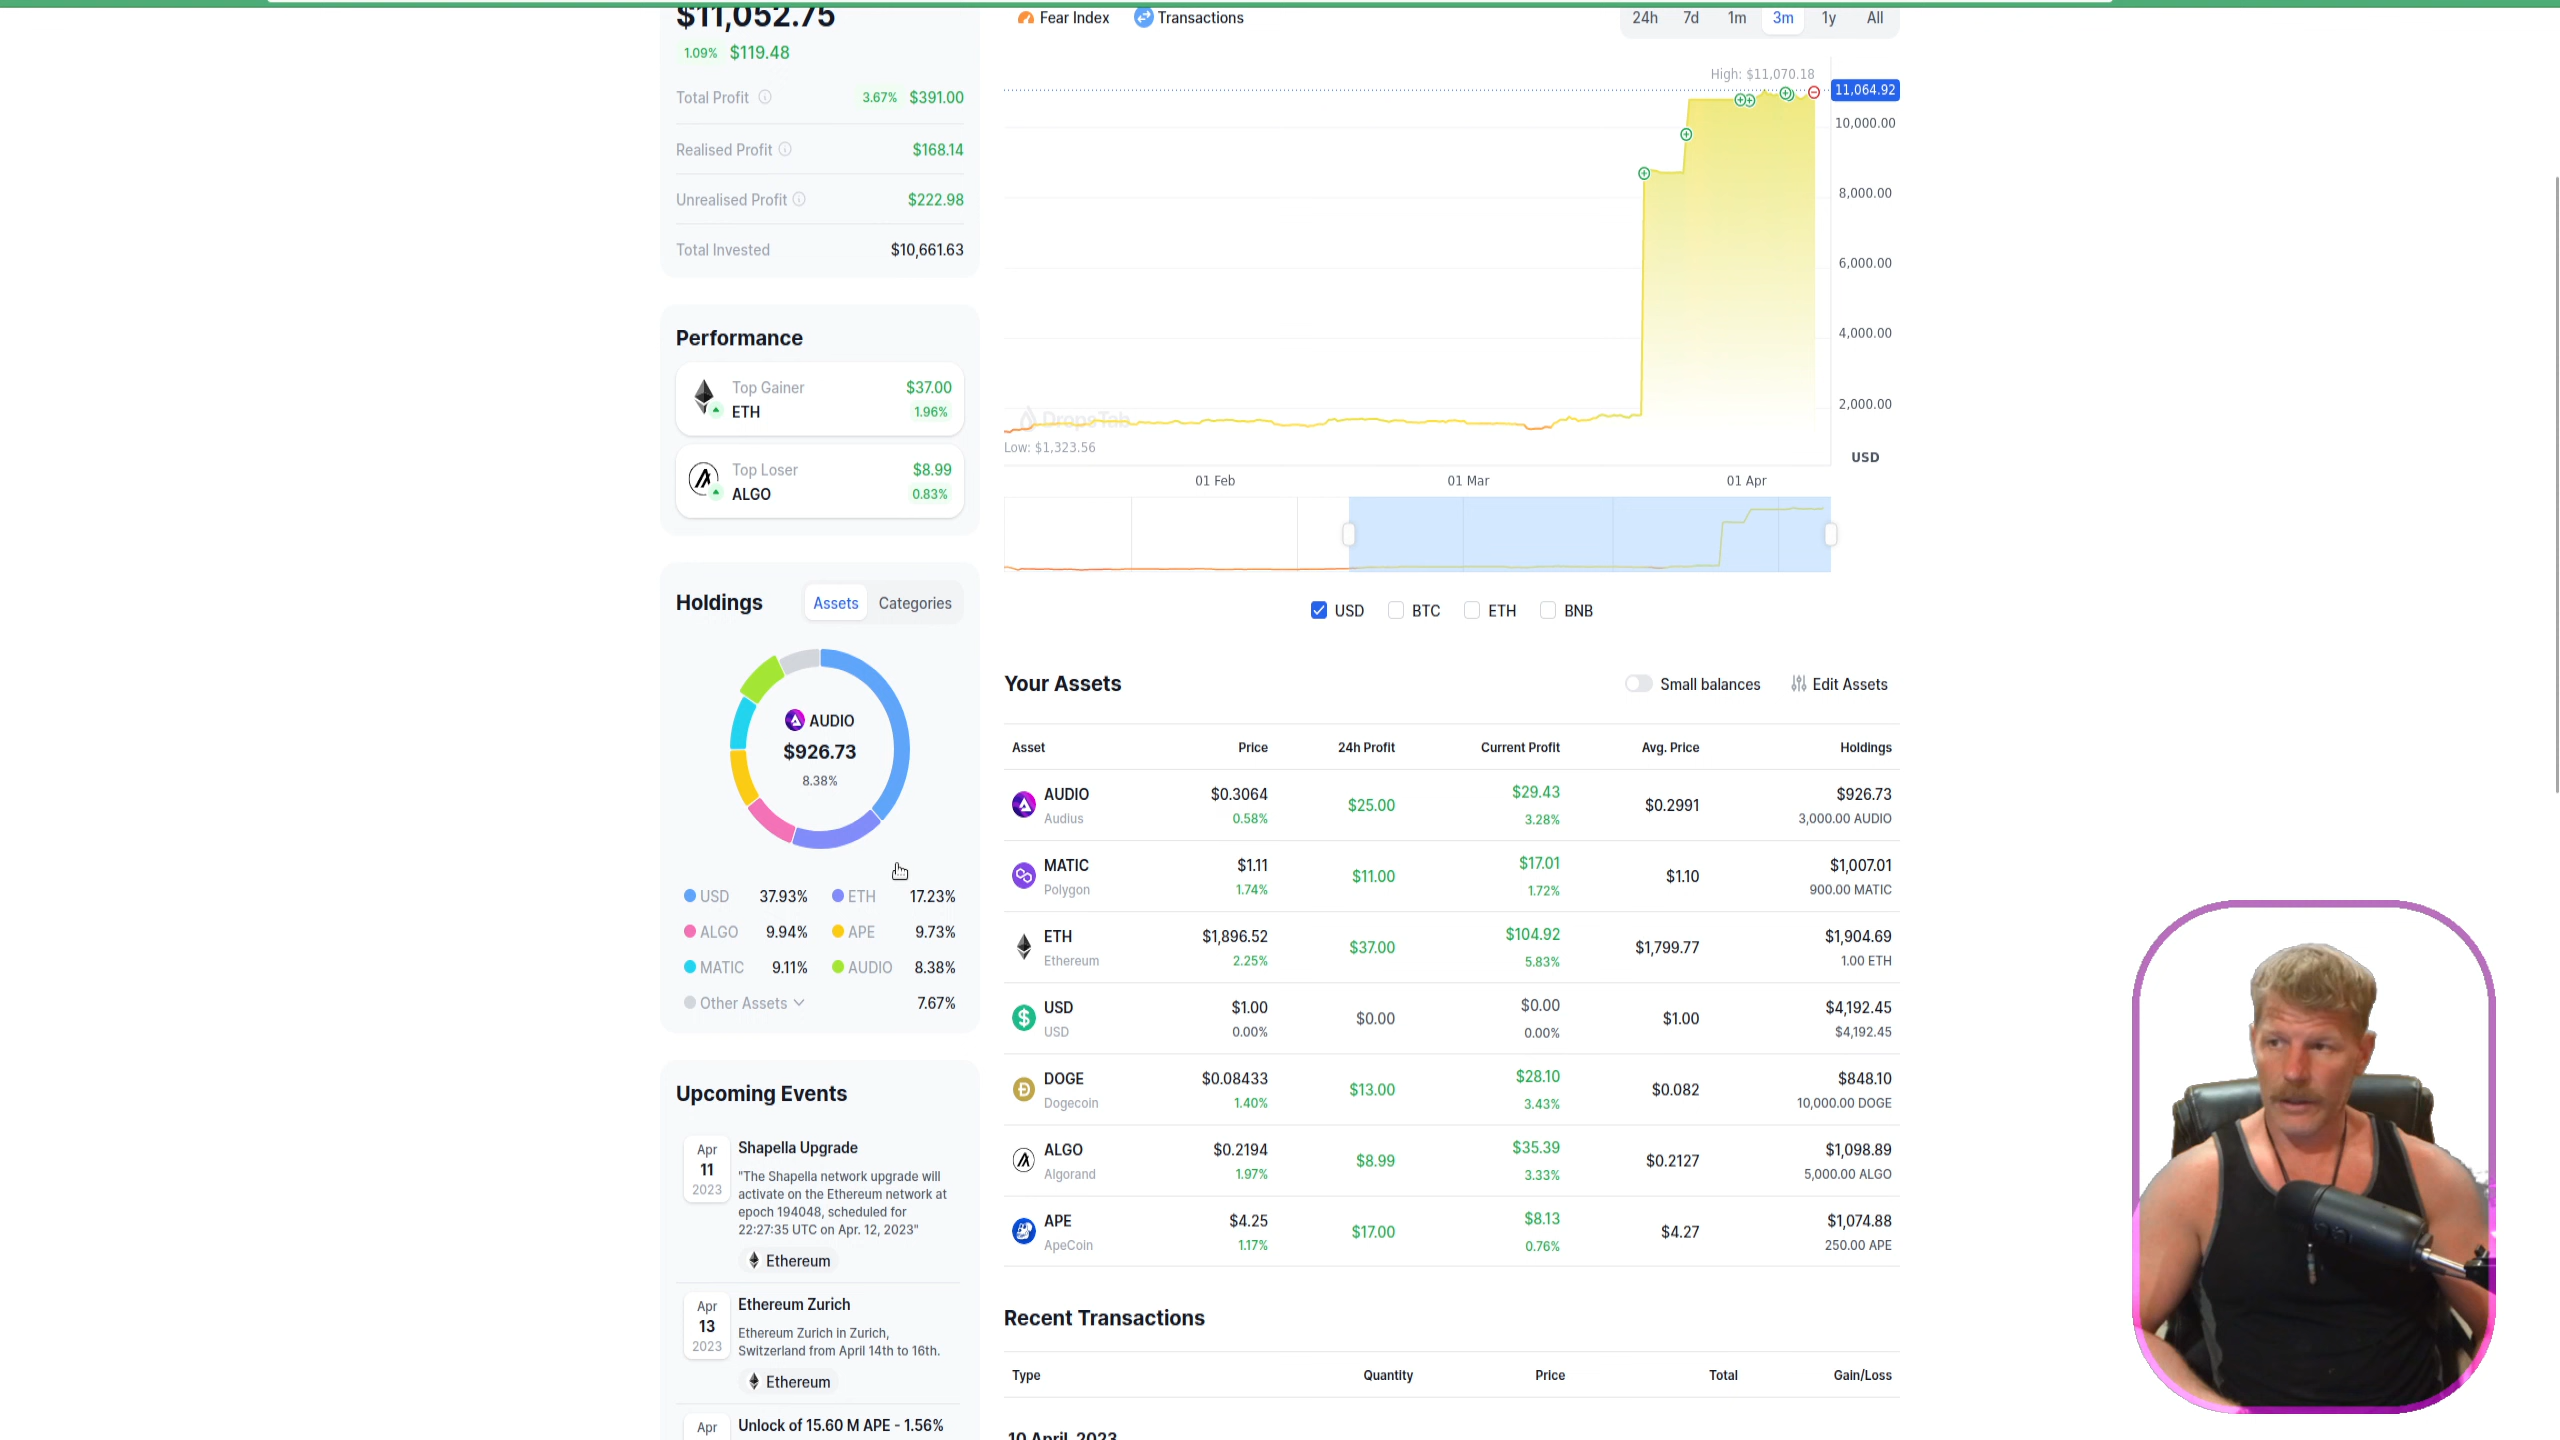 $11,052.75
1.09% $119.48
Total Profit 3.67% $391.00
Realised Profit $168.14
Unrealised Profit $222.98
Total Invested $10,661.63
Performance
Top Gainer $37.00
ETH 1.96%
Top Loser $8.99
ALGO 0.83%
Holdings Assets Categories
AUDIO
$926.73
8.38%
USD 37.93% ETH 17.23%
ALGO 9.94% APE 9.73%
MATIC 9.11% AUDIO 8.38%
Other Assets 7.67%
Upcoming Events
Apr 11 2023
Shapella Upgrade
"The Shapella network upgrade will
activate on the Ethereum network at
epoch 194048, scheduled for
22:27:35 UTC on Apr. 12, 2023"
Ethereum
Apr 13 2023
Ethereum Zurich
Ethereum Zurich in Zurich,
Switzerland from April 14th to 16th.
Ethereum
Apr
Unlock of 15.60 M APE - 1.56%
Fear Index Transactions 24h 7d 1m 3m 1y All
High: $11,070.18
11,064.92
10,000.00
8,000.00
6,000.00
4,000.00
2,000.00
DropsTab
Low: $1,323.56
USD
01 Feb 01 Mar 01 Apr
USD BTC ETH BNB
Your Assets Small balances Edit Assets
Asset Price 24h Profit Current Profit Avg. Price Holdings
AUDIO $0.3064 $25.00 $29.43 $0.2991 $926.73
Audius 0.58% 3.28% 3,000.00 AUDIO
MATIC $1.11 $11.00 $17.01 $1.10 $1,007.01
Polygon 1.74% 1.72% 900.00 MATIC
ETH $1,896.52 $37.00 $104.92 $1,799.77 $1,904.69
Ethereum 2.25% 5.83% 1.00 ETH
USD $1.00 $0.00 $0.00 $1.00 $4,192.45
USD 0.00% 0.00% $4,192.45
DOGE $0.08433 $13.00 $28.10 $0.082 $848.10
Dogecoin 1.40% 3.43% 10,000.00 DOGE
ALGO $0.2194 $8.99 $35.39 $0.2127 $1,098.89
Algorand 1.97% 3.33% 5,000.00 ALGO
APE $4.25 $17.00 $8.13 $4.27 $1,074.88
ApeCoin 1.17% 0.76% 250.00 APE
Recent Transactions
Type Quantity Price Total Gain/Loss
10 April, 2023